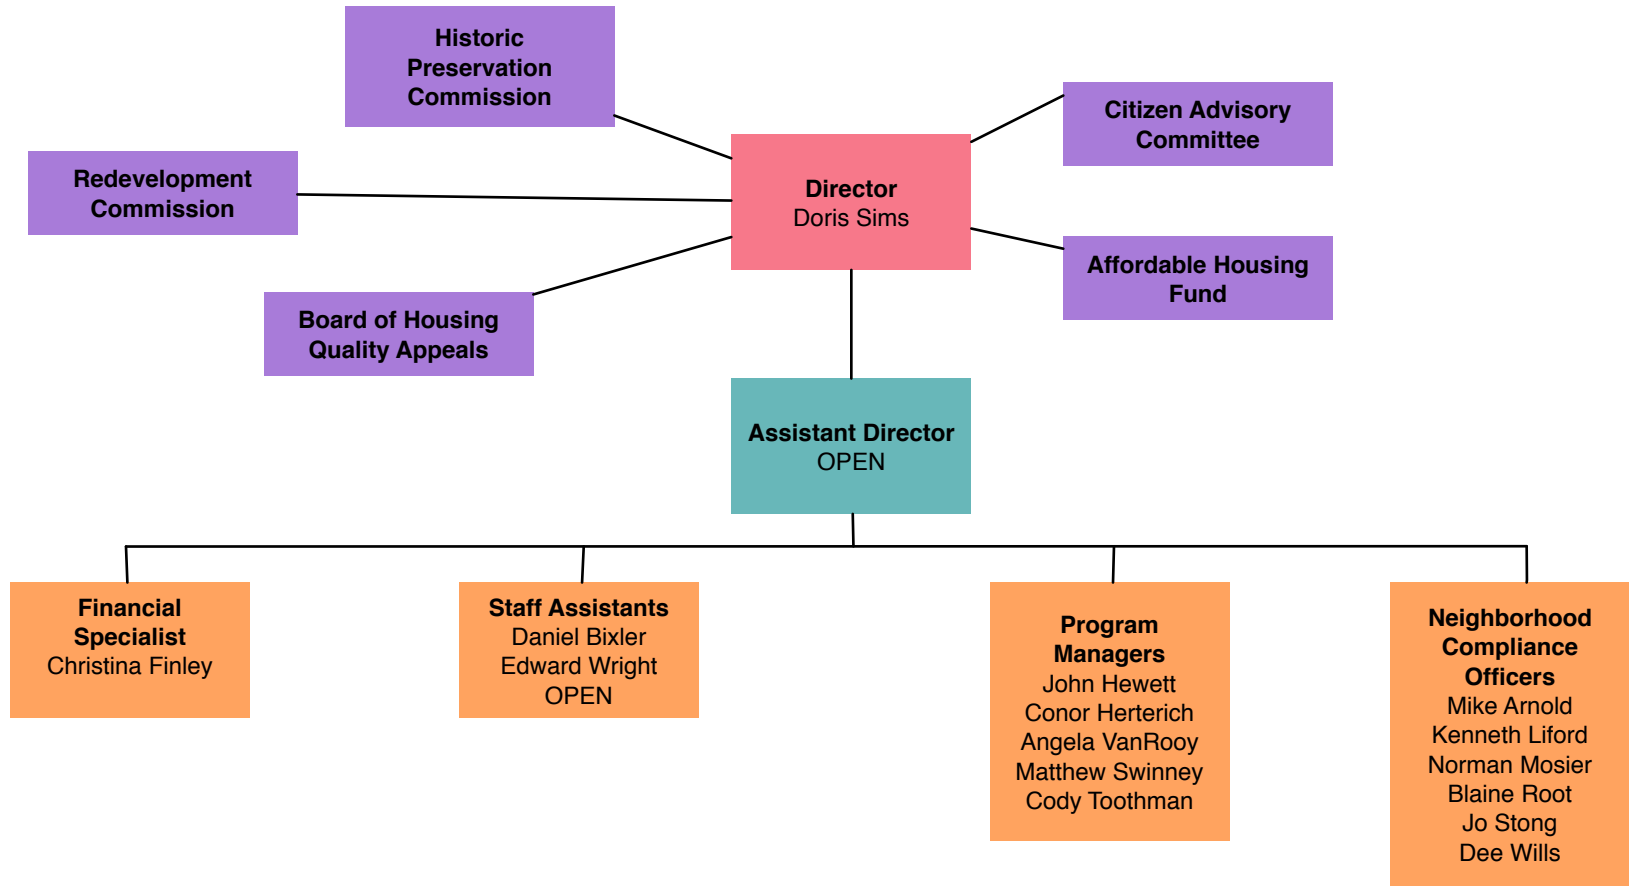 Historic
Preservation
Commission
Citizen Advisory
Committee
Redevelopment
Commission
Director
Doris Sims
Affordable Housing
Fund
Board of Housing
Quality Appeals
Assistant Director
OPEN
Financial
Specialist
Christina Finley
Staff Assistants
Daniel Bixler
Edward Wright
OPEN
Program
Managers
John Hewett
Conor Herterich
Angela VanRooy
Matthew Swinney
Cody Toothman
Neighborhood
Compliance
Officers
Mike Arnold
Kenneth Liford
Norman Mosier
Blaine Root
Jo Stong
Dee Wills